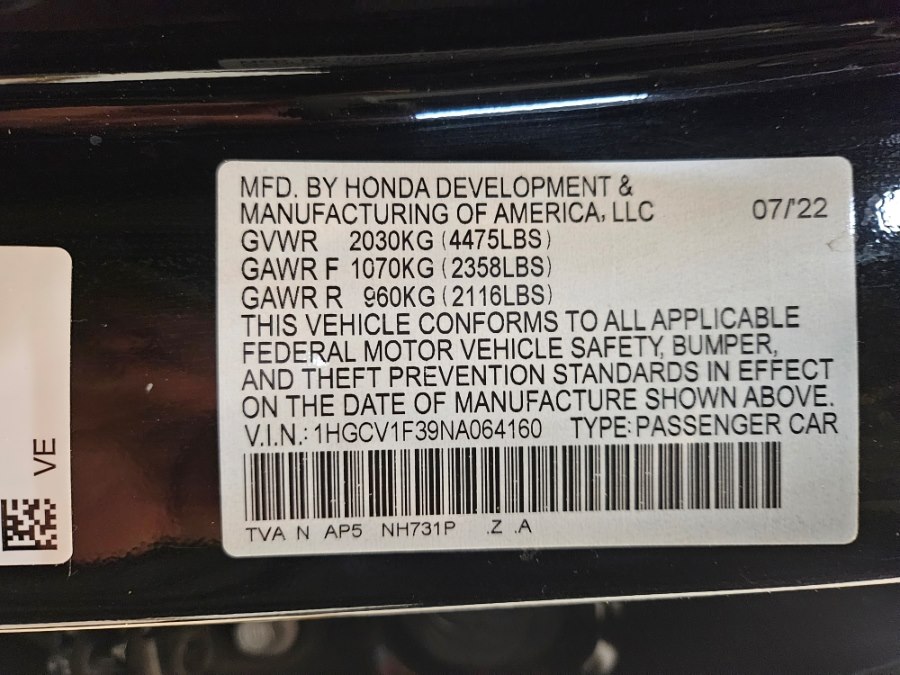 MFD. BY HONDA DEVELOPMENT &
MANUFACTURING OF AMERICA, LLC 07/'22
GVWR 2030KG (4475LBS)
GAWR F 1070KG (2358LBS)
GAWR R 960KG (2116LBS)
THIS VEHICLE CONFORMS TO ALL APPLICABLE
FEDERAL MOTOR VEHICLE SAFETY, BUMPER,
AND THEFT PREVENTION STANDARDS IN EFFECT
ON THE DATE OF MANUFACTURE SHOWN ABOVE.
V.I.N.: 1HGCV1F39NA064160 TYPE: PASSENGER CAR
TVA N AP5 NH731P .Z .A
VE